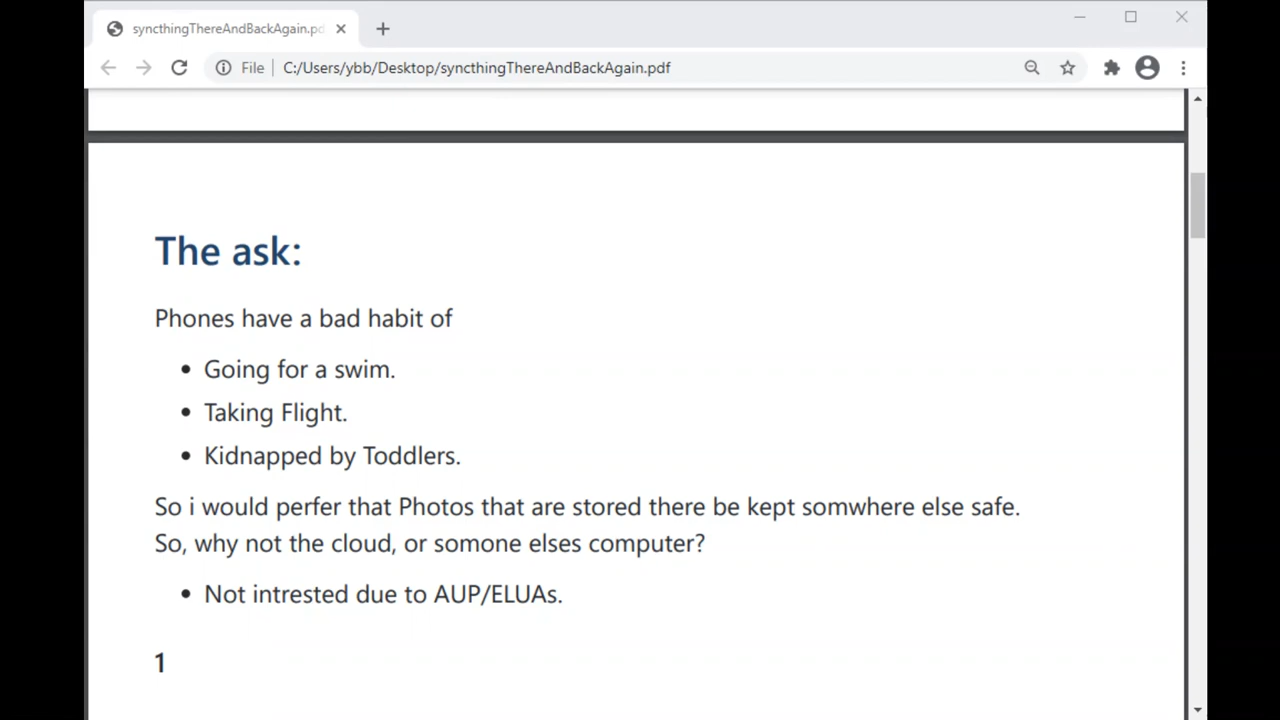 syncthingThereAndBackAgain.pd
File
C:/Users/ybb/Desktop/syncthingThereAndBackAgain.pdf
The ask:
Phones have a bad habit of
• Going for a swim.
• Taking Flight.
• Kidnapped by Toddlers.
So i would perfer that Photos that are stored there be kept somwhere else safe.
So, why not the cloud, or somone elses computer?
• Not intrested due to AUP/ELUAs.
1